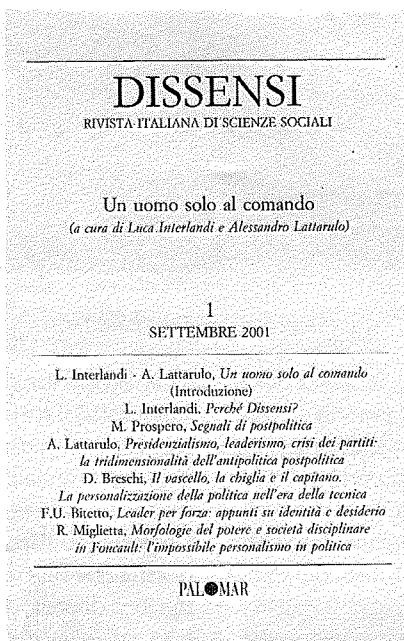 DISSENSI
RIVISTA ITALIANA DI SCIENZE SOCIALI
Un uomo solo al comando
(a cura di Luca Interlandi e Alessandro Lattarulo)
1
SETTEMBRE 2001
L. Interlandi - A. Lattarulo, Un uomo solo al comando
(Introduzione)
L. Interlandi, Perché Dissensi?
M. Prospero, Segnali di postpolitica
A. Lattarulo, Presidenzialismo, leaderismo, crisi dei partiti:
la tridimensionalità dell'antipolitica postpolitica
D. Breschi, Il vascello, la chiglia e il capitano.
La personalizzazione della politica nell'era della tecnica
F.U. Bitetto, Leader per forza: appunti su identità e desiderio
R. Miglietta, Morfologie del potere e società disciplinare
in Foucault: l'impossibile personalismo in politica
PALOMAR